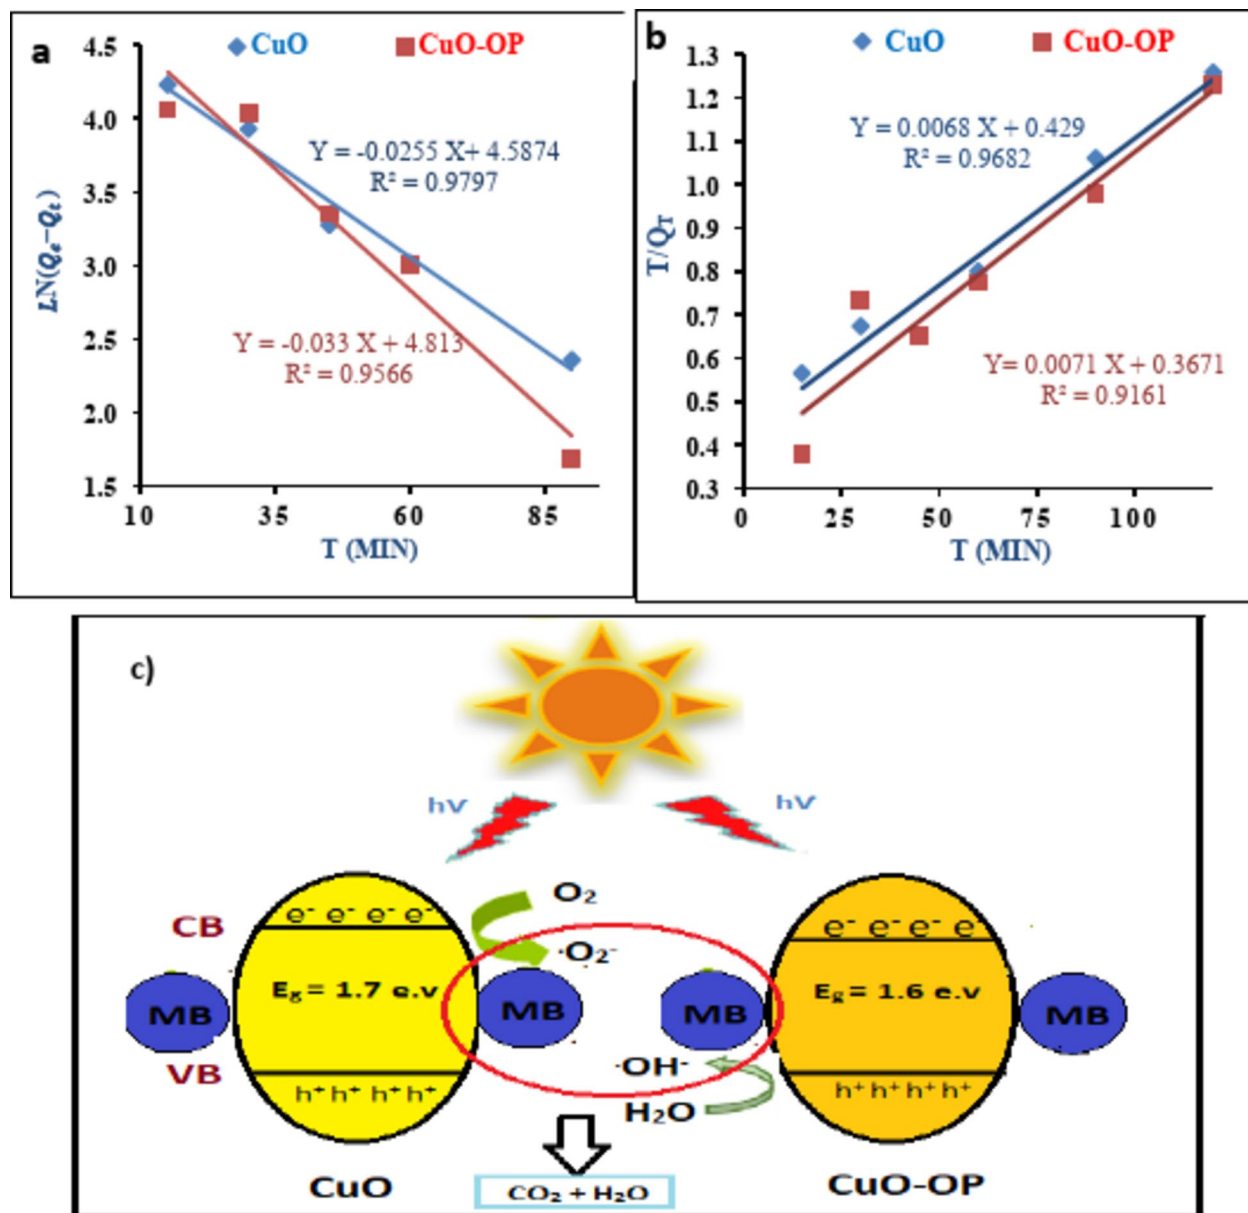 a
CuO
CuO-OP
4.5
4.0
3.5
3.0
2.5
2.0
1.5
LN(Qₑ−Qₜ)
Y = -0.0255 X+ 4.5874
R² = 0.9797
Y = -0.033 X + 4.813
R² = 0.9566
10
35
60
85
T (MIN)
b
CuO
CuO-OP
1.3
1.2
1.1
1.0
0.9
0.8
0.7
0.6
0.5
0.4
0.3
T/Q_T
Y = 0.0068 X + 0.429
R² = 0.9682
Y= 0.0071 X + 0.3671
R² = 0.9161
0
25
50
75
100
T (MIN)
c)
hV
hV
O₂
CB
e⁻ e⁻ e⁻ e⁻
e⁻ e⁻ e⁻ e⁻
·O₂⁻
E_g = 1.7 e.v
E_g = 1.6 e.v
MB
MB
MB
MB
VB
·OH⁻
h⁺ h⁺ h⁺ h⁺
h⁺ h⁺ h⁺ h⁺
H₂O
CuO
CuO-OP
CO₂ + H₂O